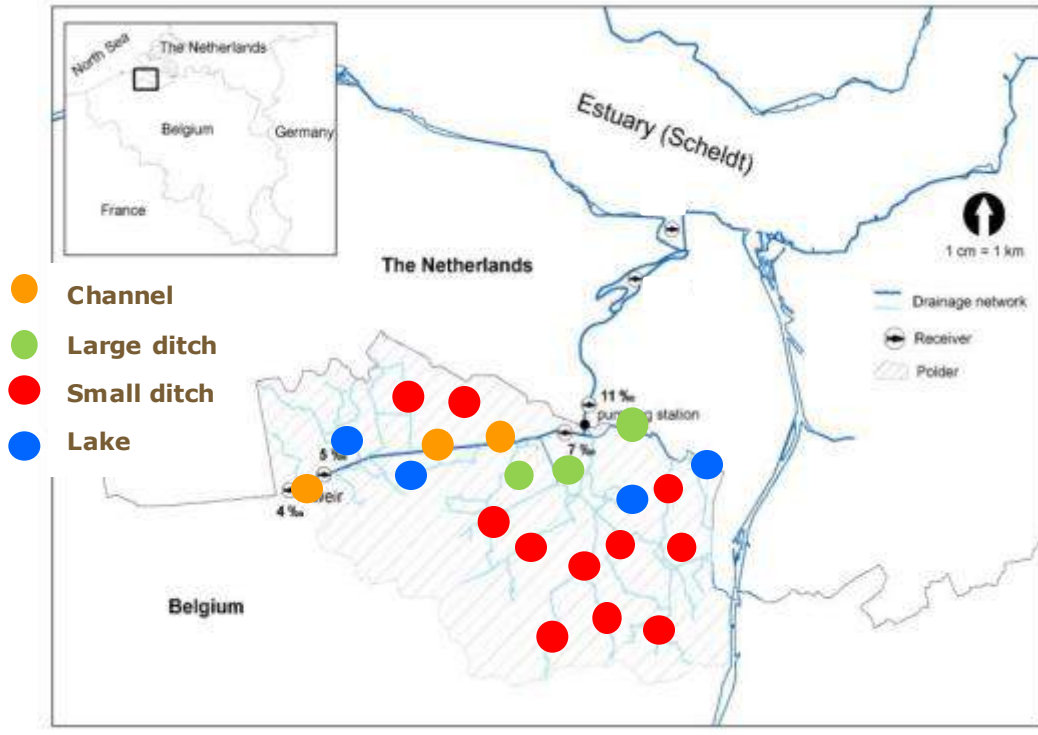 North Sea
The Netherlands
Belgium
Germany
France
Estuary (Scheldt)
1 cm = 1 km
The Netherlands
Channel
Large ditch
Small ditch
Lake
Drainage network
Receiver
Polder
11 ‰
station
7 ‰
5 ‰
4 ‰
Belgium